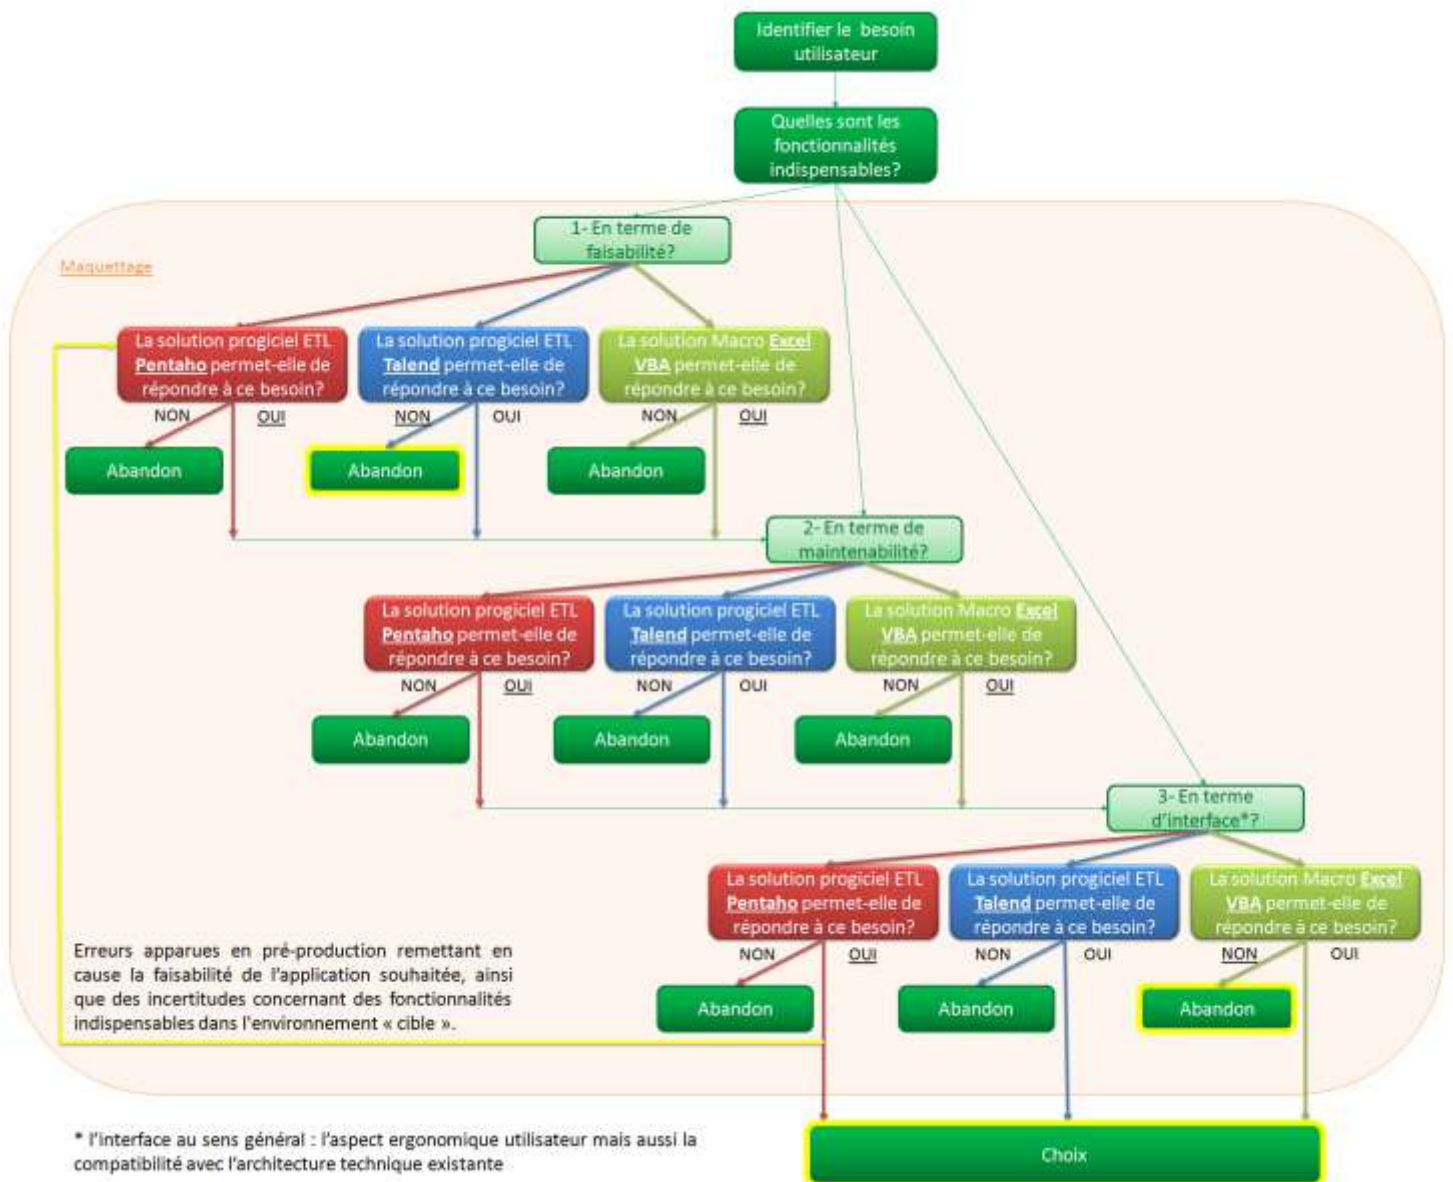 Identifier le besoin
utilisateur
Quelles sont les
fonctionnalités
indispensables?
1- En terme de
faisabilité?
Maquettage
La solution progiciel ETL
Pentaho permet-elle de
répondre à ce besoin?
La solution progiciel ETL
Talend permet-elle de
répondre à ce besoin?
La solution Macro Excel
VBA permet-elle de
répondre à ce besoin?
NON OUI
NON OUI
NON OUI
Abandon
Abandon
Abandon
2- En terme de
maintenabilité?
La solution progiciel ETL
Pentaho permet-elle de
répondre à ce besoin?
La solution progiciel ETL
Talend permet-elle de
répondre à ce besoin?
La solution Macro Excel
VBA permet-elle de
répondre à ce besoin?
NON OUI
NON OUI
NON OUI
Abandon
Abandon
Abandon
3- En terme
d'interface*?
La solution progiciel ETL
Pentaho permet-elle de
répondre à ce besoin?
La solution progiciel ETL
Talend permet-elle de
répondre à ce besoin?
La solution Macro Excel
VBA permet-elle de
répondre à ce besoin?
NON OUI
NON OUI
NON OUI
Abandon
Abandon
Abandon
Erreurs apparues en pré-production remettant en
cause la faisabilité de l'application souhaitée, ainsi
que des incertitudes concernant des fonctionnalités
indispensables dans l'environnement « cible ».
Choix
* l'interface au sens général : l'aspect ergonomique utilisateur mais aussi la
compatibilité avec l'architecture technique existante